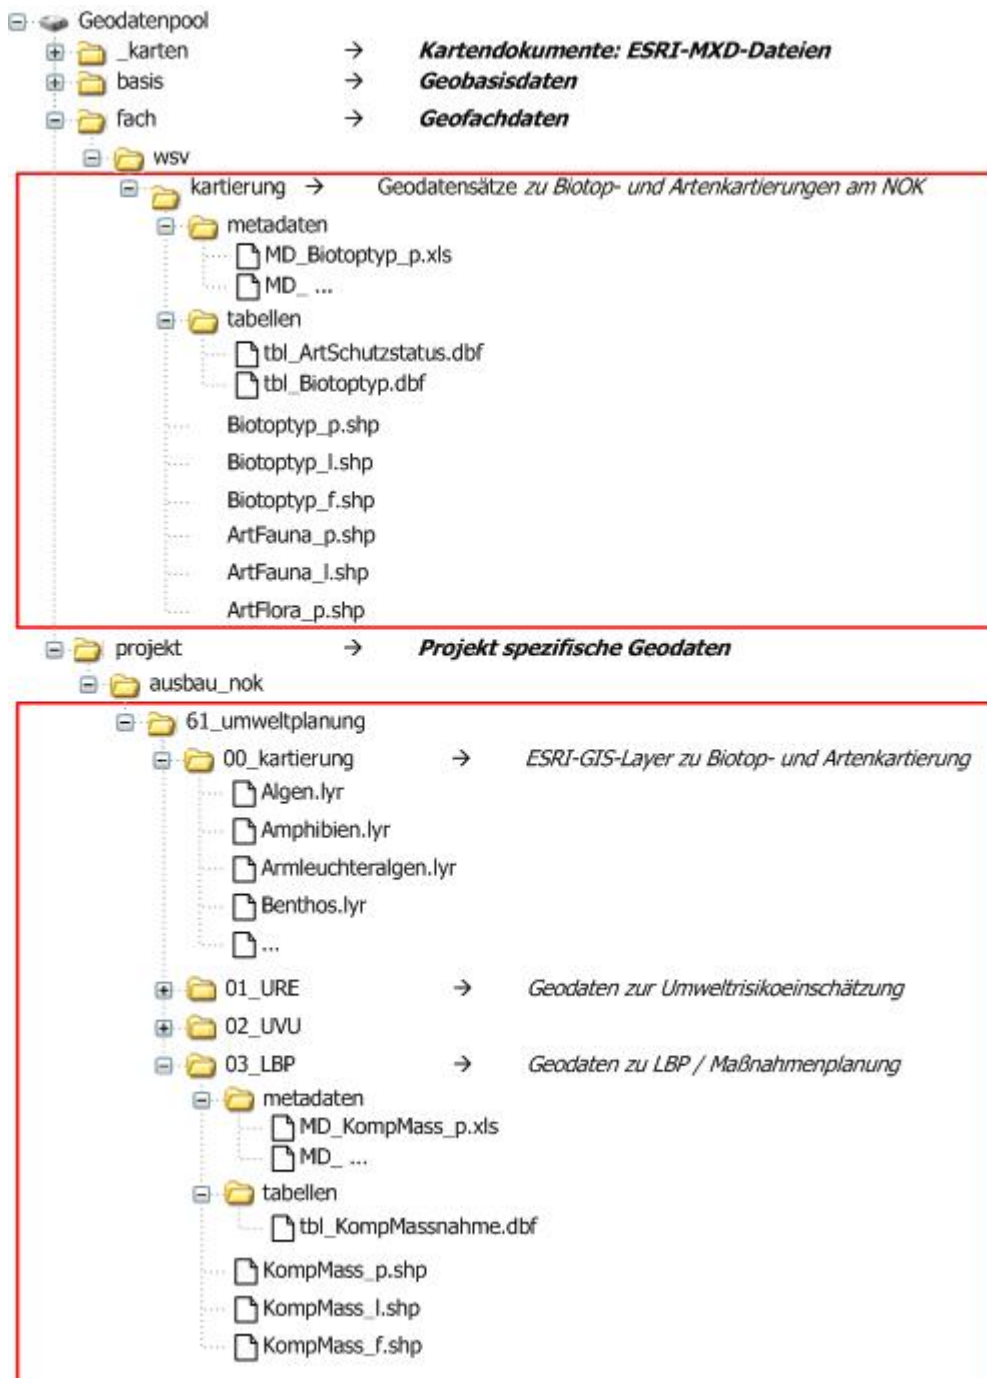 Geodatenpool
_karten → Kartendokumente: ESRI-MXD-Dateien
basis → Geobasisdaten
fach → Geofachdaten
wsv
kartierung → Geodatensätze zu Biotop- und Artenkartierungen am NOK
metadaten
MD_Biotoptyp_p.xls
MD_ ...
tabellen
tbl_ArtSchutzstatus.dbf
tbl_Biotoptyp.dbf
Biotoptyp_p.shp
Biotoptyp_l.shp
Biotoptyp_f.shp
ArtFauna_p.shp
ArtFauna_l.shp
ArtFlora_p.shp
projekt → Projekt spezifische Geodaten
ausbau_nok
61_umweltplanung
00_kartierung → ESRI-GIS-Layer zu Biotop- und Artenkartierung
Algen.lyr
Amphibien.lyr
Armleuchteralgen.lyr
Benthos.lyr
...
01_URE → Geodaten zur Umweltrisikoeinschätzung
02_UVU
03_LBP → Geodaten zu LBP / Maßnahmenplanung
metadaten
MD_KompMass_p.xls
MD_ ...
tabellen
tbl_KompMassnahme.dbf
KompMass_p.shp
KompMass_l.shp
KompMass_f.shp